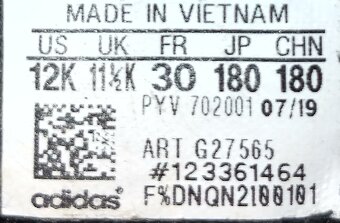 MADE IN VIETNAM
US UK FR JP CHN
12K 11½K 30 180 180
PYV 702001 07/19
ART G27565
#123361464
adidas F%DNQN2100101